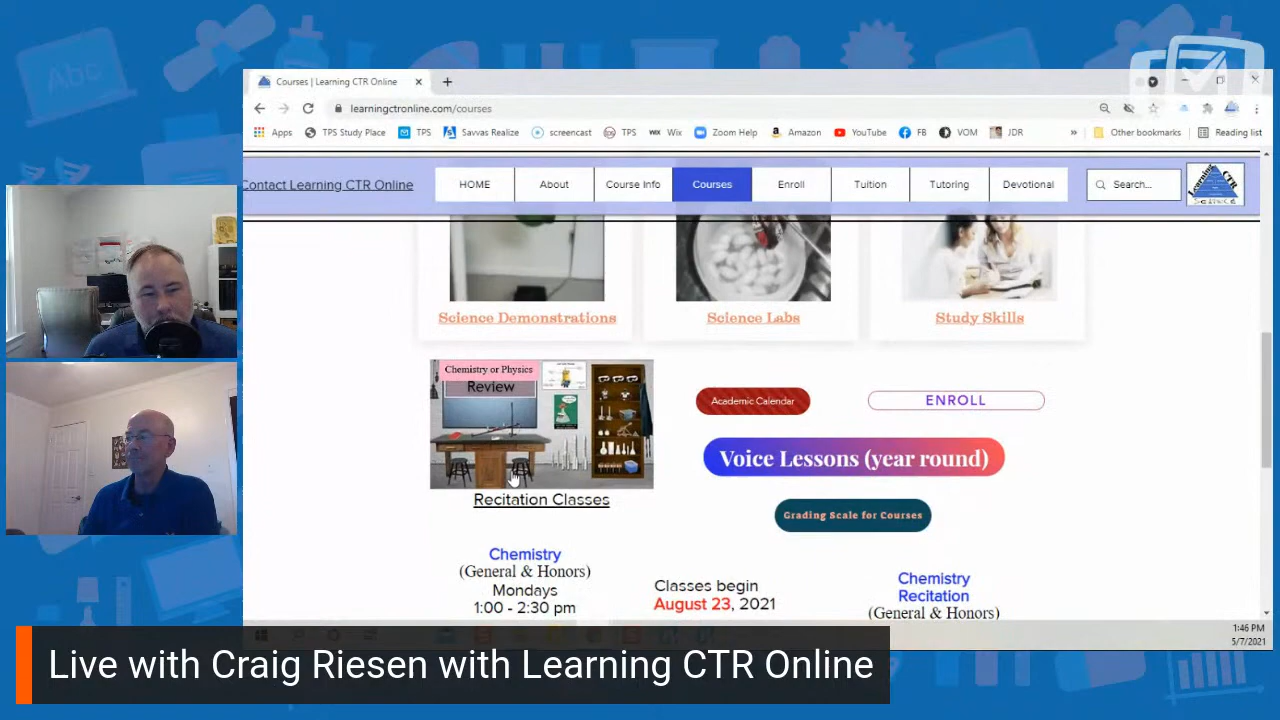 Abc
Courses | Learning CTR Online
learningctronline.com/courses
Apps TPS Study Place TPS Savvas Realize screencast TPS Wix Zoom Help Amazon YouTube FB VOM JDR » Other bookmarks Reading list
Contact Learning CTR Online HOME About Course Info Courses Enroll Tuition Tutoring Devotional Search...
Learning CTR
Science
Science Demonstrations Science Labs Study Skills
Chemistry or Physics
Review
Academic Calendar ENROLL
Voice Lessons (year round)
Recitation Classes
Grading Scale for Courses
Chemistry
(General & Honors)
Mondays
1:00 - 2:30 pm
Classes begin
August 23, 2021
Chemistry
Recitation
(General & Honors)
1:46 PM
5/7/2021
Live with Craig Riesen with Learning CTR Online